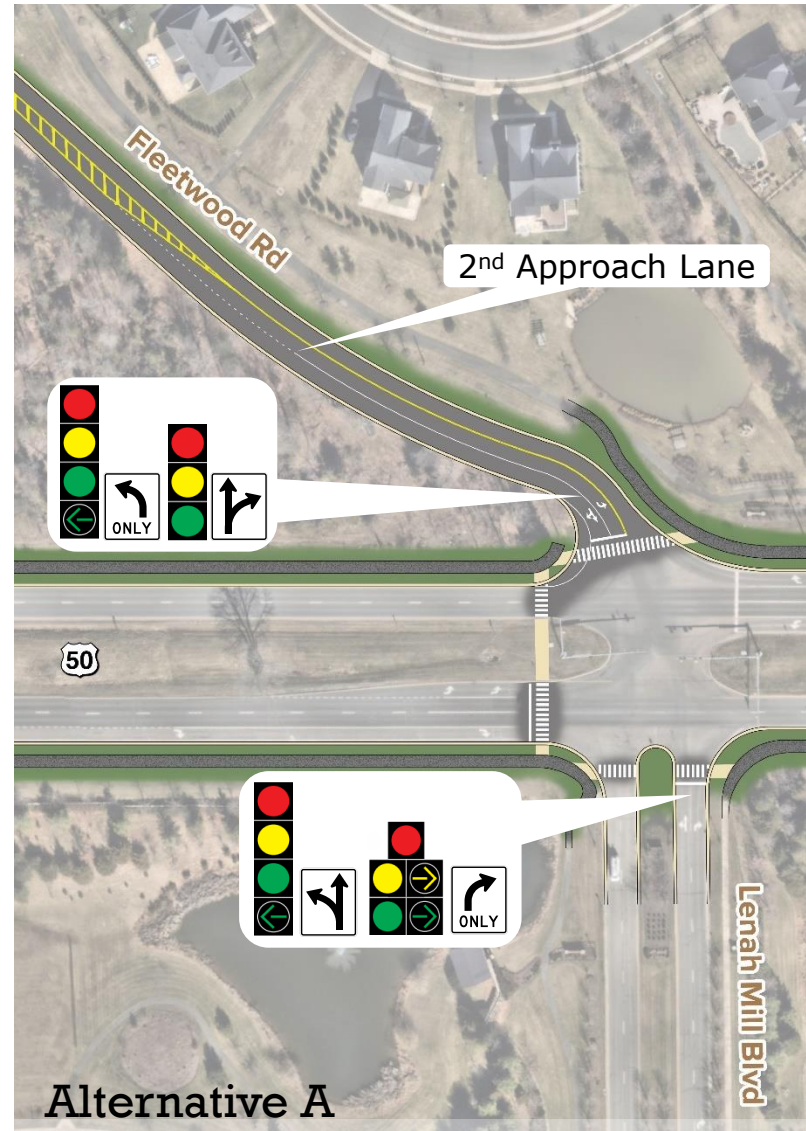 Fleetwood Rd
2nd Approach Lane
ONLY
50
ONLY
Lenah Mill Blvd
Alternative A